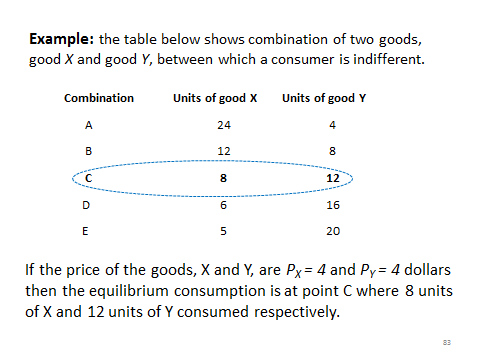 Example: the table below shows combination of two goods,
good X and good Y, between which a consumer is indifferent.
Combination Units of good X Units of good Y
A 24 4
B 12 8
C 8 12
D 6 16
E 5 20
If the price of the goods, X and Y, are PX = 4 and PY = 4 dollars
then the equilibrium consumption is at point C where 8 units
of X and 12 units of Y consumed respectively.
83